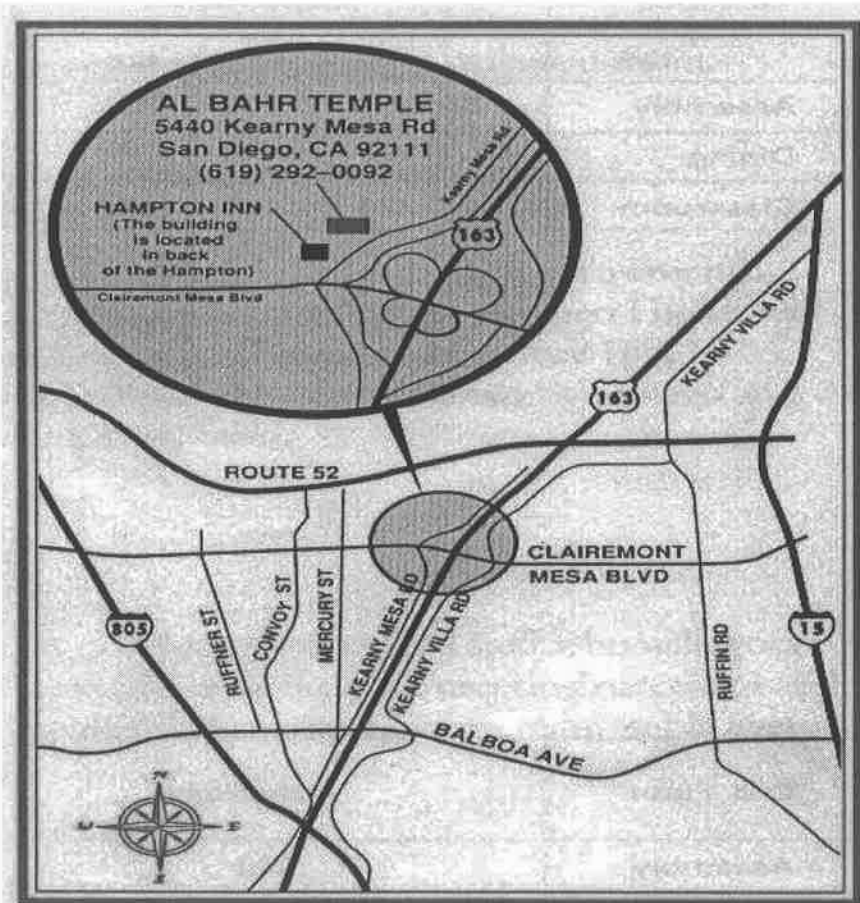 AL BAHR TEMPLE
5440 Kearny Mesa Rd
San Diego, CA 92111
(619) 292–0092
Kearny Mesa Rd
HAMPTON INN
(The building
is located
in back
of the Hampton)
163
Clairemont Mesa Blvd
KEARNY VILLA RD
163
ROUTE 52
CLAIREMONT
MESA BLVD
805
RUFFNER ST
CONVOY ST
MERCURY ST
KEARNY MESA RD
KEARNY VILLA RD
RUFFIN RD
15
BALBOA AVE
N
E
S